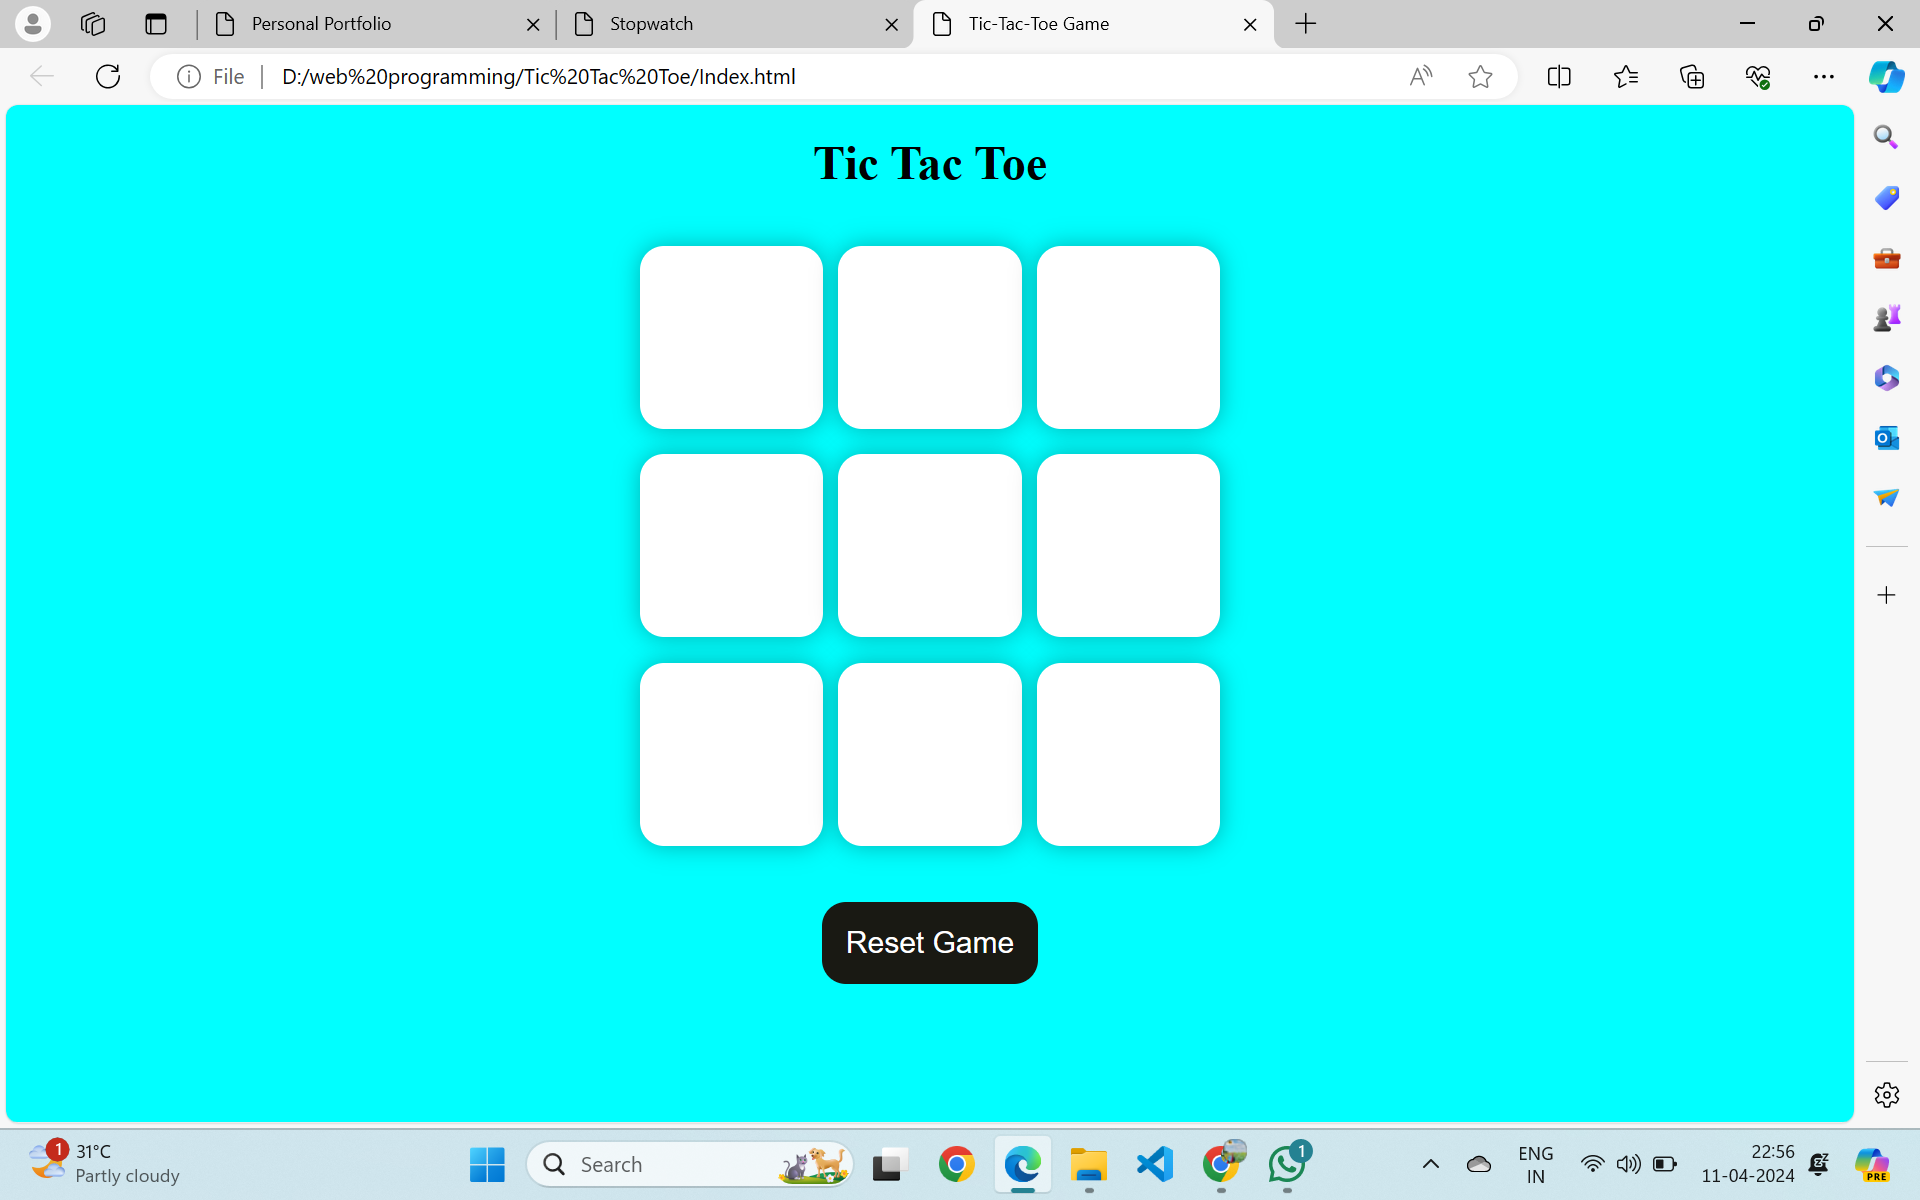 Personal Portfolio
Stopwatch
Tic-Tac-Toe Game
File
D:/web%20programming/Tic%20Tac%20Toe/Index.html
Tic Tac Toe
Reset Game
1
31°C
Partly cloudy
Search
1
ENG
IN
22:56
11-04-2024
PRE